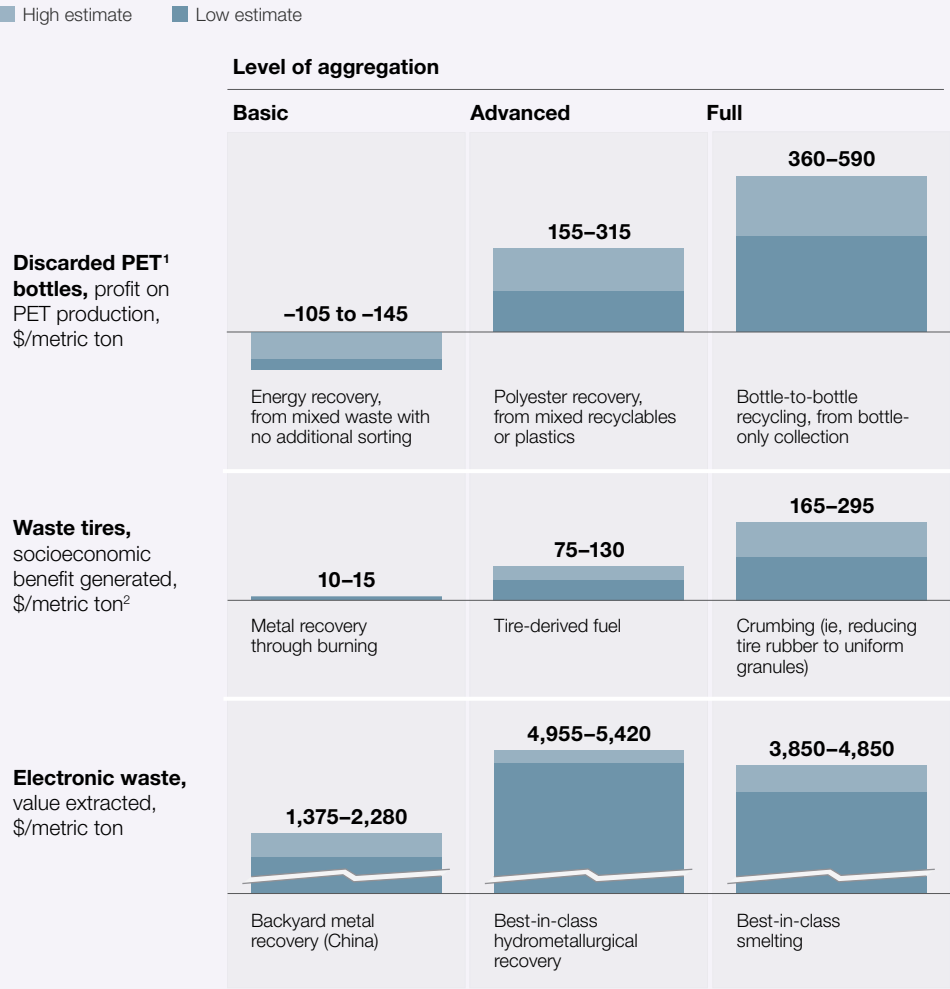 High estimate
Low estimate
Level of aggregation
Basic
Advanced
Full
Discarded PET¹
bottles, profit on
PET production,
$/metric ton
–105 to –145
155–315
360–590
Energy recovery,
from mixed waste with
no additional sorting
Polyester recovery,
from mixed recyclables
or plastics
Bottle-to-bottle
recycling, from bottle-
only collection
Waste tires,
socioeconomic
benefit generated,
$/metric ton²
10–15
75–130
165–295
Metal recovery
through burning
Tire-derived fuel
Crumbing (ie, reducing
tire rubber to uniform
granules)
Electronic waste,
value extracted,
$/metric ton
1,375–2,280
4,955–5,420
3,850–4,850
Backyard metal
recovery (China)
Best-in-class
hydrometallurgical
recovery
Best-in-class
smelting